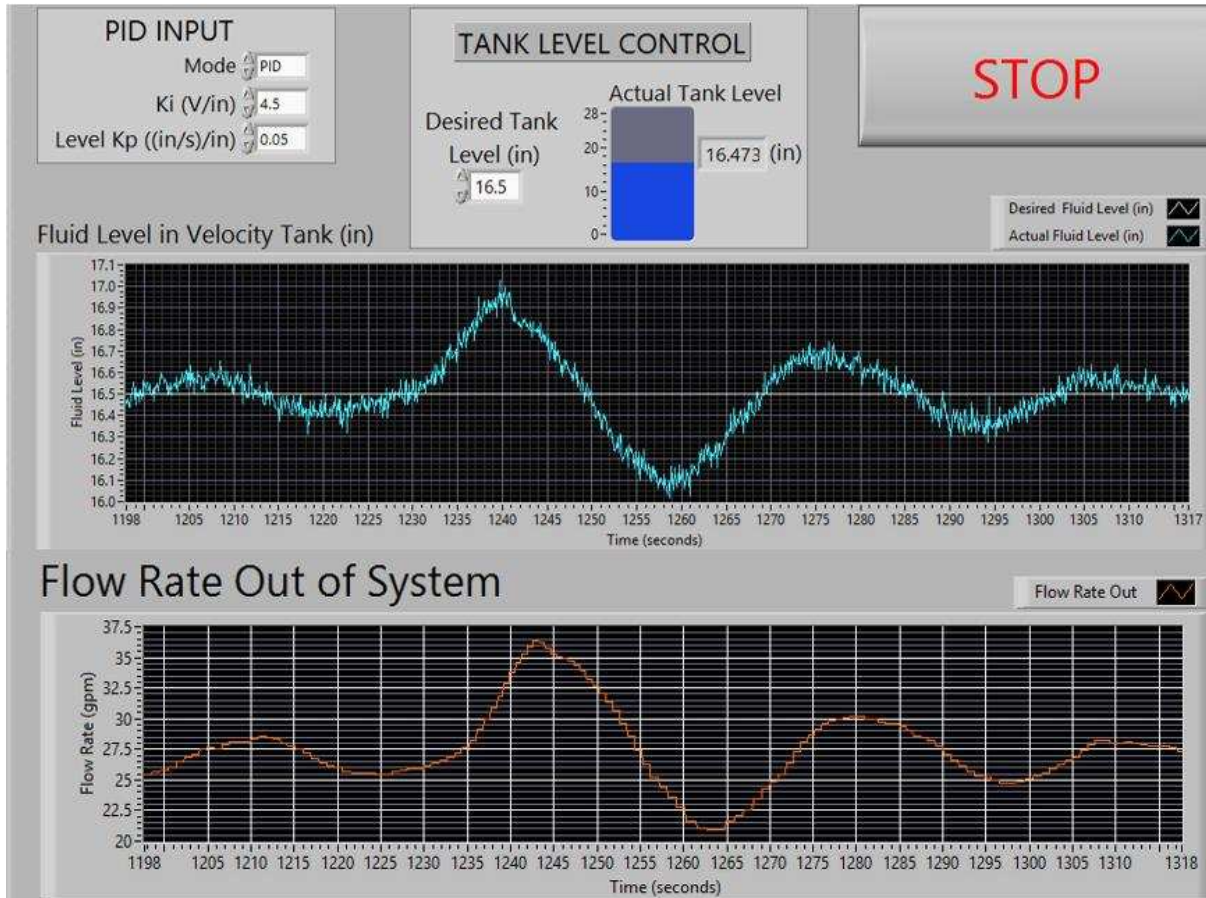 PID INPUT
Mode PID
Ki (V/in) 4.5
Level Kp ((in/s)/in) 0.05
TANK LEVEL CONTROL
Desired Tank
Level (in)
16.5
Actual Tank Level
28
20
10
0
16.473 (in)
STOP
Desired Fluid Level (in)
Actual Fluid Level (in)
Fluid Level in Velocity Tank (in)
Fluid Level (in)
17.1
17.0
16.9
16.8
16.7
16.6
16.5
16.4
16.3
16.2
16.1
16.0
1198 1205 1210 1215 1220 1225 1230 1235 1240 1245 1250 1255 1260 1265 1270 1275 1280 1285 1290 1295 1300 1305 1310 1317
Time (seconds)
Flow Rate Out of System
Flow Rate Out
Flow Rate (gpm)
37.5
35
32.5
30
27.5
25
22.5
20
1198 1205 1210 1215 1220 1225 1230 1235 1240 1245 1250 1255 1260 1265 1270 1275 1280 1285 1290 1295 1300 1305 1310 1318
Time (seconds)